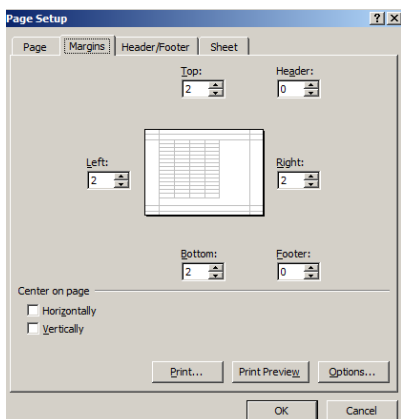 Page Setup ? X
Page Margins Header/Footer Sheet
Top: Header:
2 0
Left: Right:
2 2
Bottom: Footer:
2 0
Center on page
Horizontally
Vertically
Print... Print Preview Options...
OK Cancel